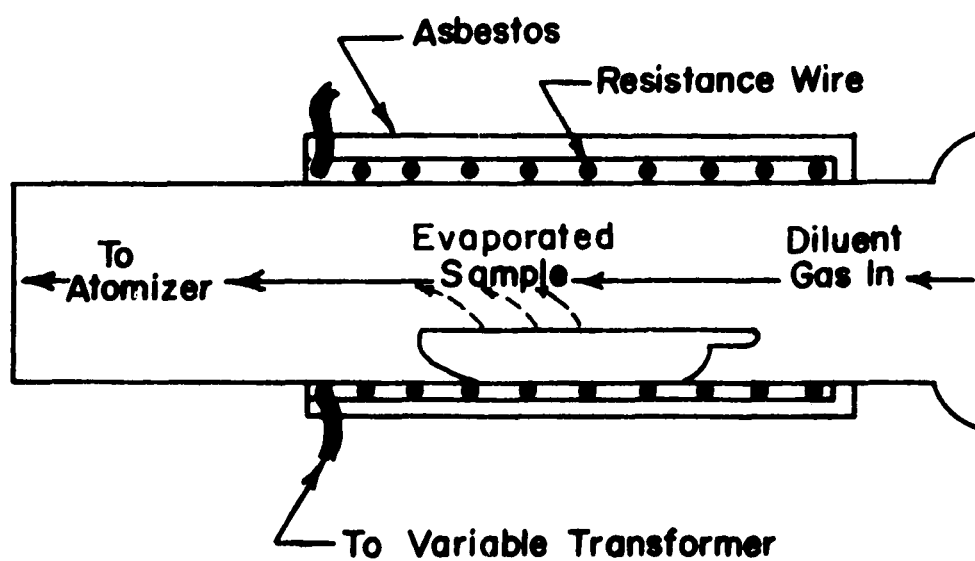 Asbestos
Resistance Wire
To
Atomizer
Evaporated
Sample
Diluent
Gas In
To Variable Transformer